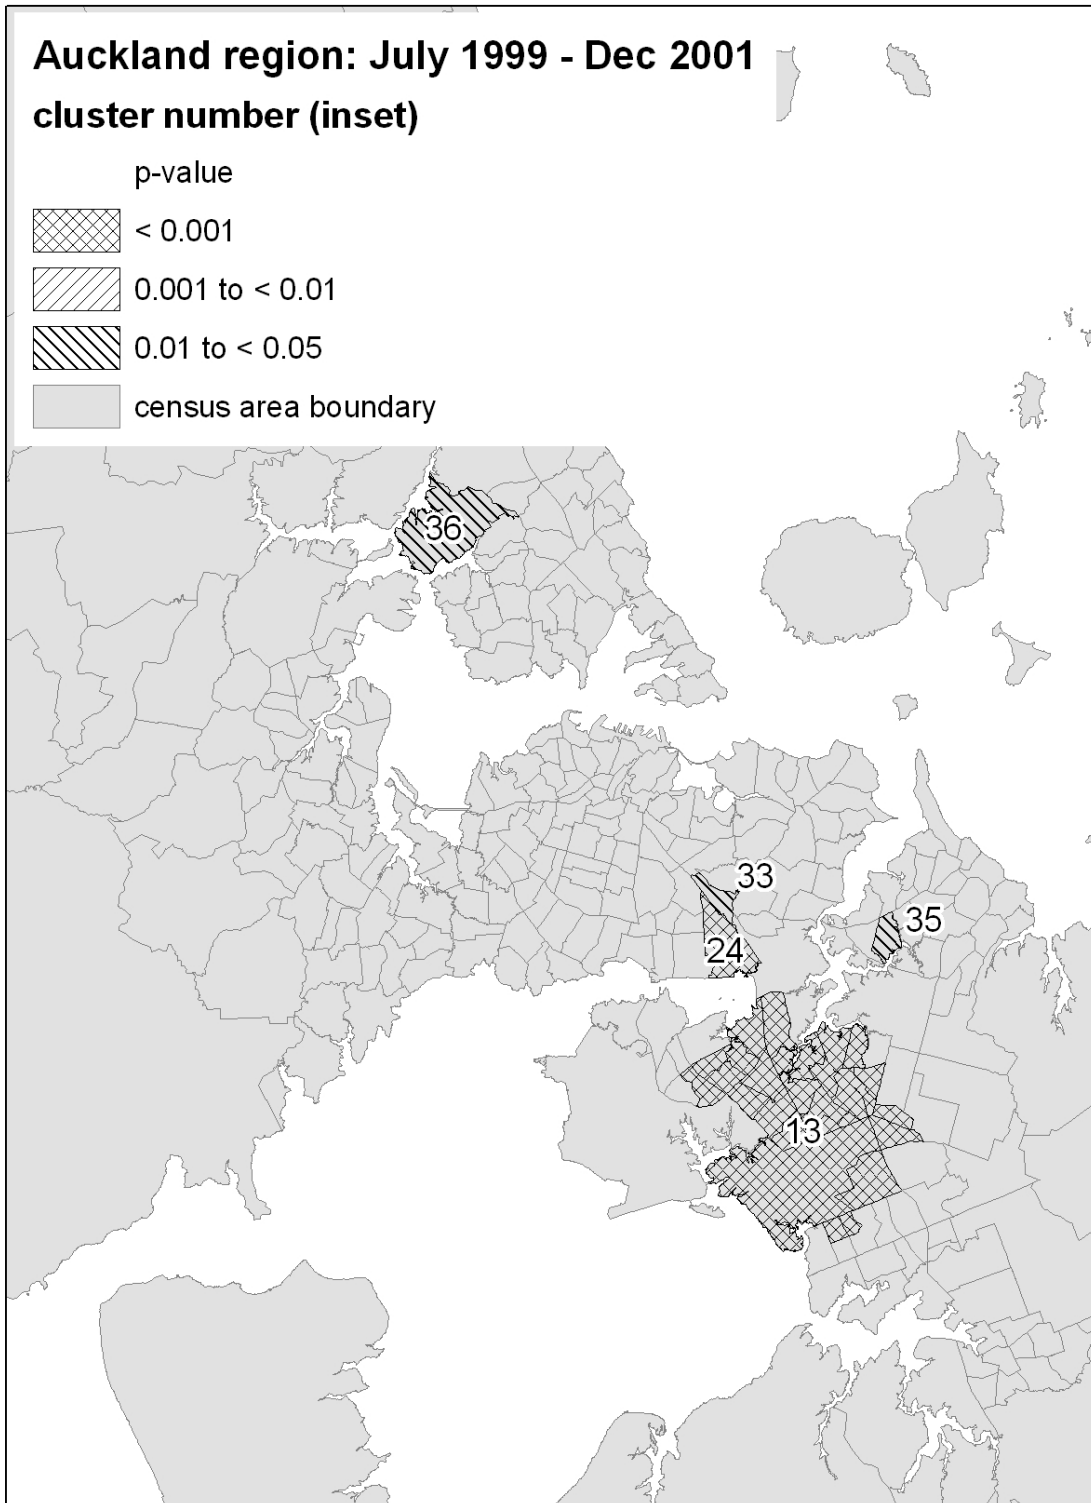 Auckland region: July 1999 - Dec 2001
cluster number (inset)
p-value
< 0.001
0.001 to < 0.01
0.01 to < 0.05
census area boundary
36
33
35
24
13